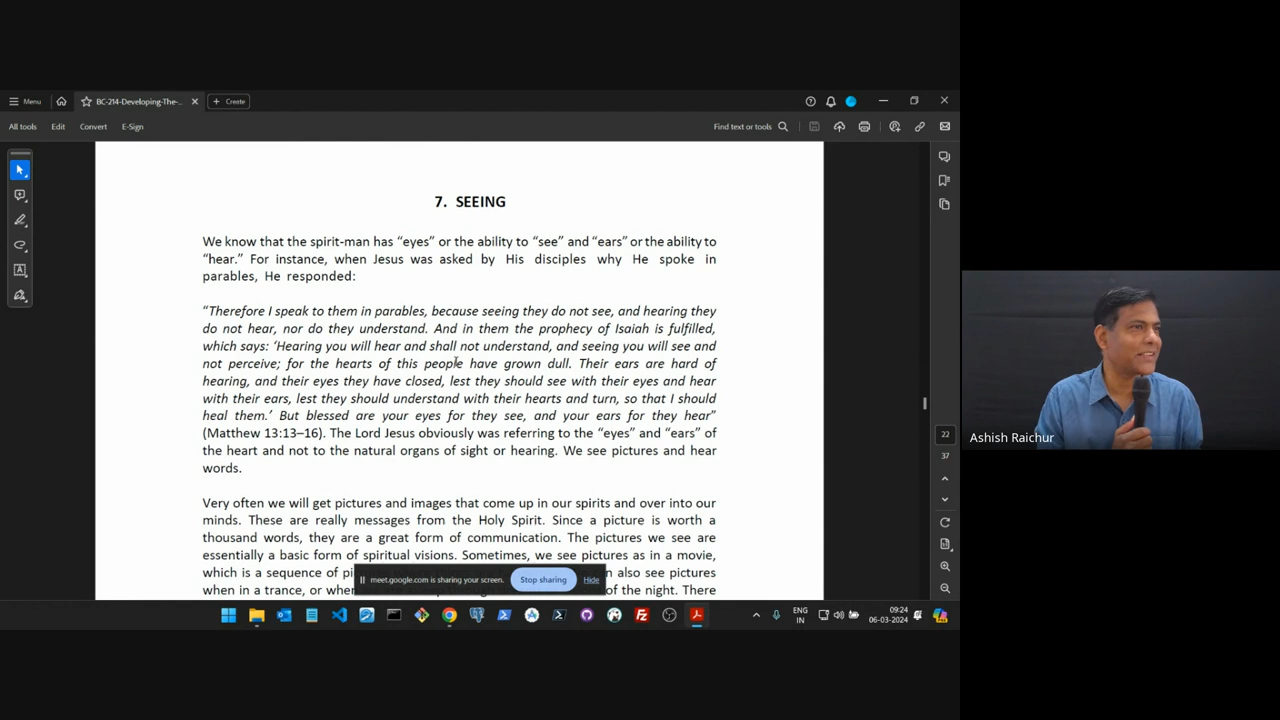 Menu
BC-214-Developing-The-...
Create
All tools
Edit
Convert
E-Sign
Find text or tools
7. SEEING
We know that the spirit-man has “eyes” or the ability to “see” and “ears” or the ability to
“hear.” For instance, when Jesus was asked by His disciples why He spoke in
parables, He responded:
“Therefore I speak to them in parables, because seeing they do not see, and hearing they
do not hear, nor do they understand. And in them the prophecy of Isaiah is fulfilled,
which says: ‘Hearing you will hear and shall not understand, and seeing you will see and
not perceive; for the hearts of this people have grown dull. Their ears are hard of
hearing, and their eyes they have closed, lest they should see with their eyes and hear
with their ears, lest they should understand with their hearts and turn, so that I should
heal them.’ But blessed are your eyes for they see, and your ears for they hear”
(Matthew 13:13–16). The Lord Jesus obviously was referring to the “eyes” and “ears” of
the heart and not to the natural organs of sight or hearing. We see pictures and hear
words.
Very often we will get pictures and images that come up in our spirits and over into our
minds. These are really messages from the Holy Spirit. Since a picture is worth a
thousand words, they are a great form of communication. The pictures we see are
essentially a basic form of spiritual visions. Sometimes, we see pictures as in a movie,
which is a sequence of also see pictures
when in a trance, or of the night. There
meet.google.com is sharing your screen.
Stop sharing
Hide
22
37
Ashish Raichur
ENG
IN
09:24
06-03-2024